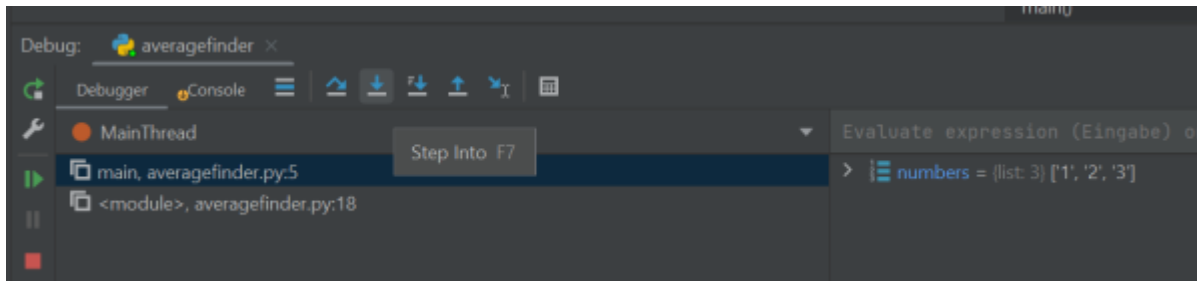 main()
Debug: averagefinder
Debugger Console
MainThread
Evaluate expression (Eingabe) o
Step Into F7
main, averagefinder.py:5
numbers = {list: 3} ['1', '2', '3']
<module>, averagefinder.py:18